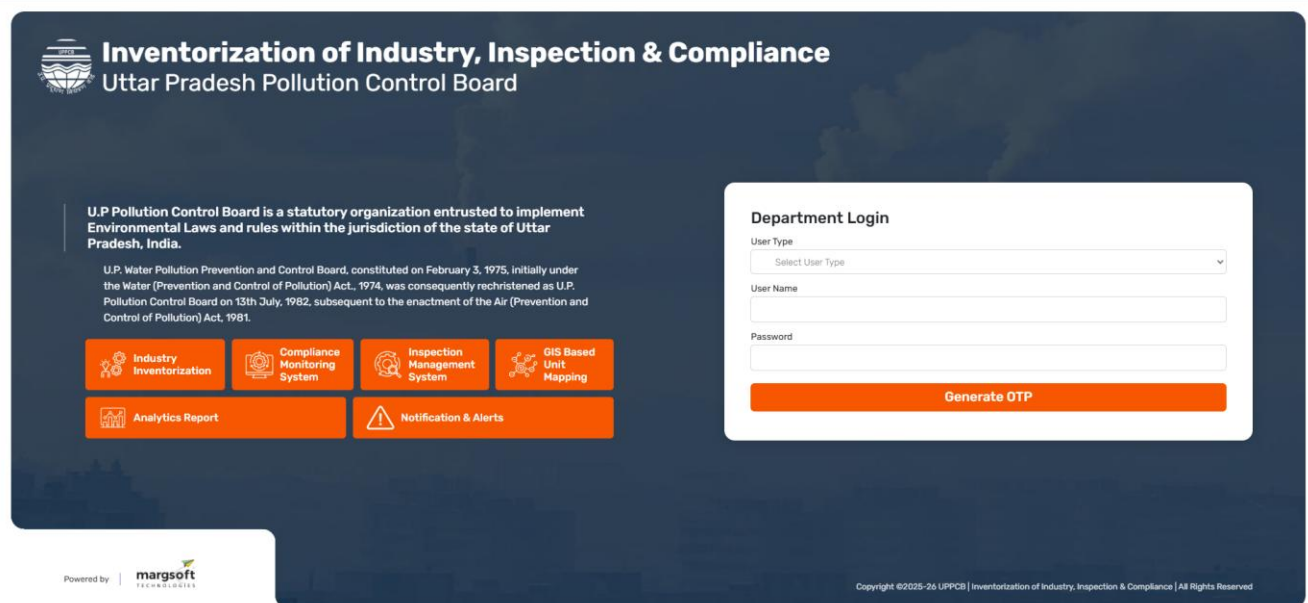 UPPCB
Inventorization of Industry, Inspection & Compliance
Uttar Pradesh Pollution Control Board
U.P Pollution Control Board is a statutory organization entrusted to implement
Environmental Laws and rules within the jurisdiction of the state of Uttar
Pradesh, India.
U.P. Water Pollution Prevention and Control Board, constituted on February 3, 1975, initially under
the Water (Prevention and Control of Pollution) Act., 1974, was consequently rechristened as U.P.
Pollution Control Board on 13th July, 1982, subsequent to the enactment of the Air (Prevention and
Control of Pollution) Act, 1981.
Industry
Inventorization
Compliance
Monitoring
System
Inspection
Management
System
GIS Based
Unit
Mapping
Analytics Report
Notification & Alerts
Department Login
User Type
Select User Type
User Name
Password
Generate OTP
Powered by
margsoft
TECHNOLOGIES
Copyright ©2025-26 UPPCB | Inventorization of Industry, Inspection & Compliance | All Rights Reserved